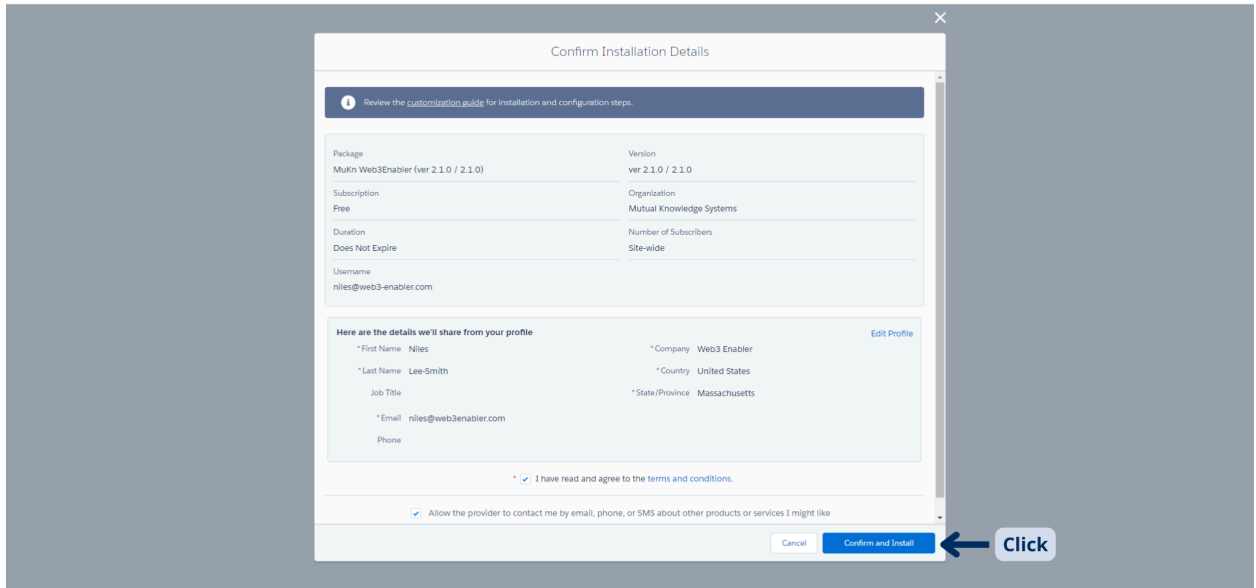 Confirm Installation Details
Review the customization guide for installation and configuration steps.
Package
MuKn Web3Enabler (ver 2.1.0 / 2.1.0)
Version
ver 2.1.0 / 2.1.0
Subscription
Free
Organization
Mutual Knowledge Systems
Duration
Does Not Expire
Number of Subscribers
Site-wide
Username
niles@web3-enabler.com
Here are the details we'll share from your profile
Edit Profile
*First Name Niles
*Company Web3 Enabler
*Last Name Lee-Smith
*Country United States
Job Title
*State/Province Massachusetts
*Email niles@web3enabler.com
Phone
* I have read and agree to the terms and conditions.
Allow the provider to contact me by email, phone, or SMS about other products or services I might like
Cancel
Confirm and Install
Click